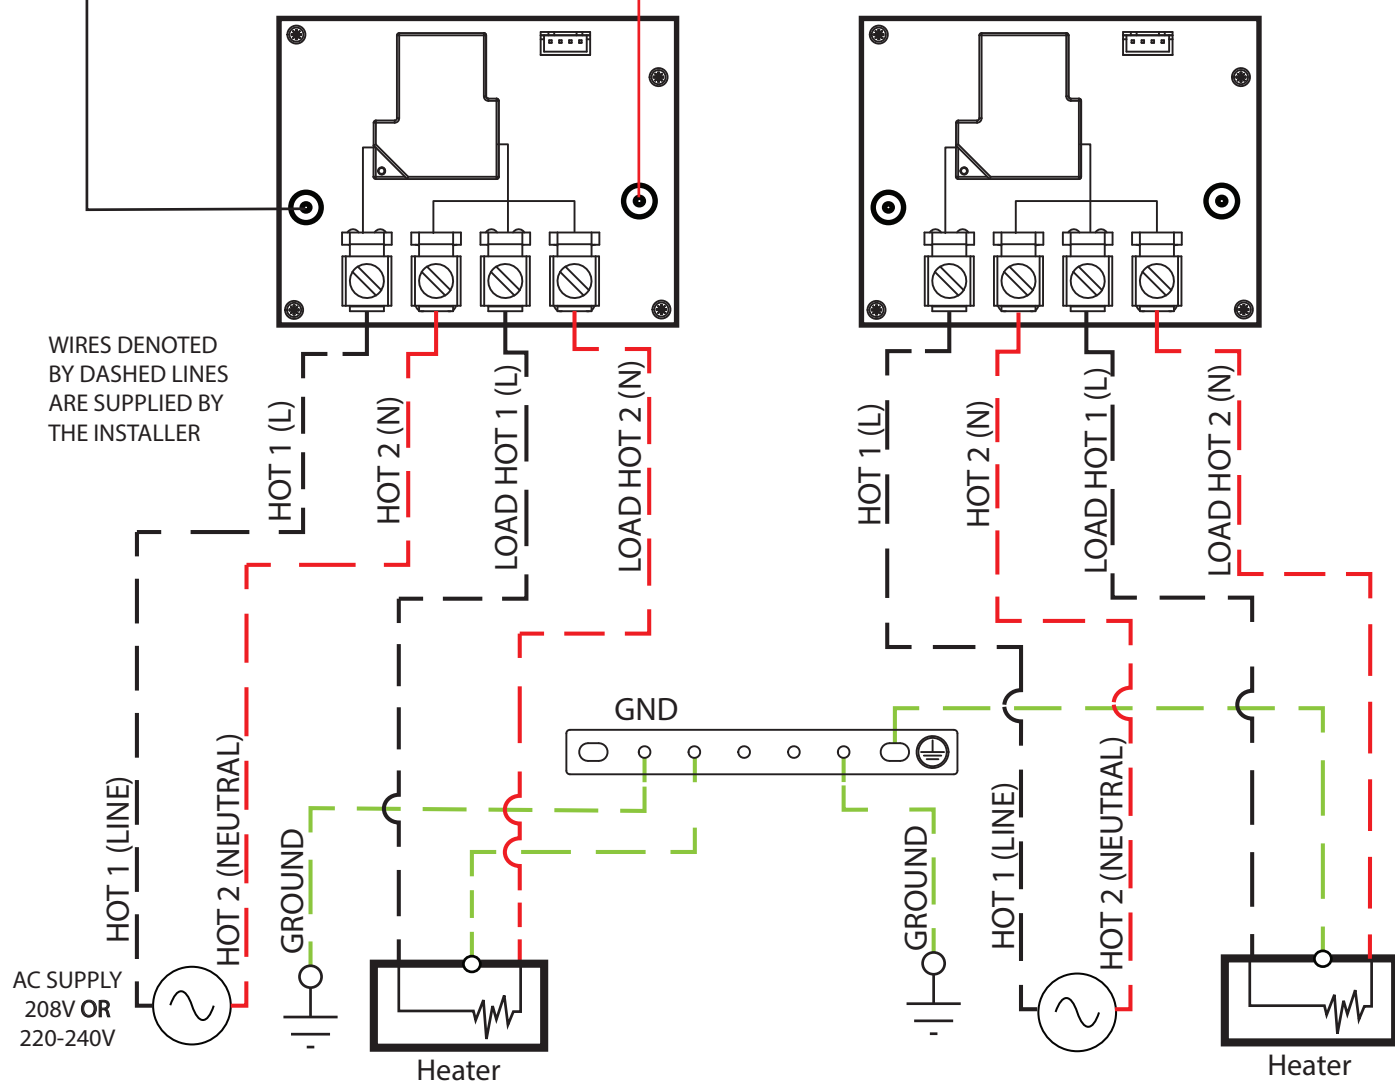 WIRES DENOTED
BY DASHED LINES
ARE SUPPLIED BY
THE INSTALLER
HOT 1 (L)
HOT 2 (N)
LOAD HOT 1 (L)
LOAD HOT 2 (N)
HOT 1 (L)
HOT 2 (N)
LOAD HOT 1 (L)
LOAD HOT 2 (N)
GND
HOT 1 (LINE)
HOT 2 (NEUTRAL)
GROUND
GROUND
HOT 1 (LINE)
HOT 2 (NEUTRAL)
AC SUPPLY
208V OR
220-240V
Heater
Heater